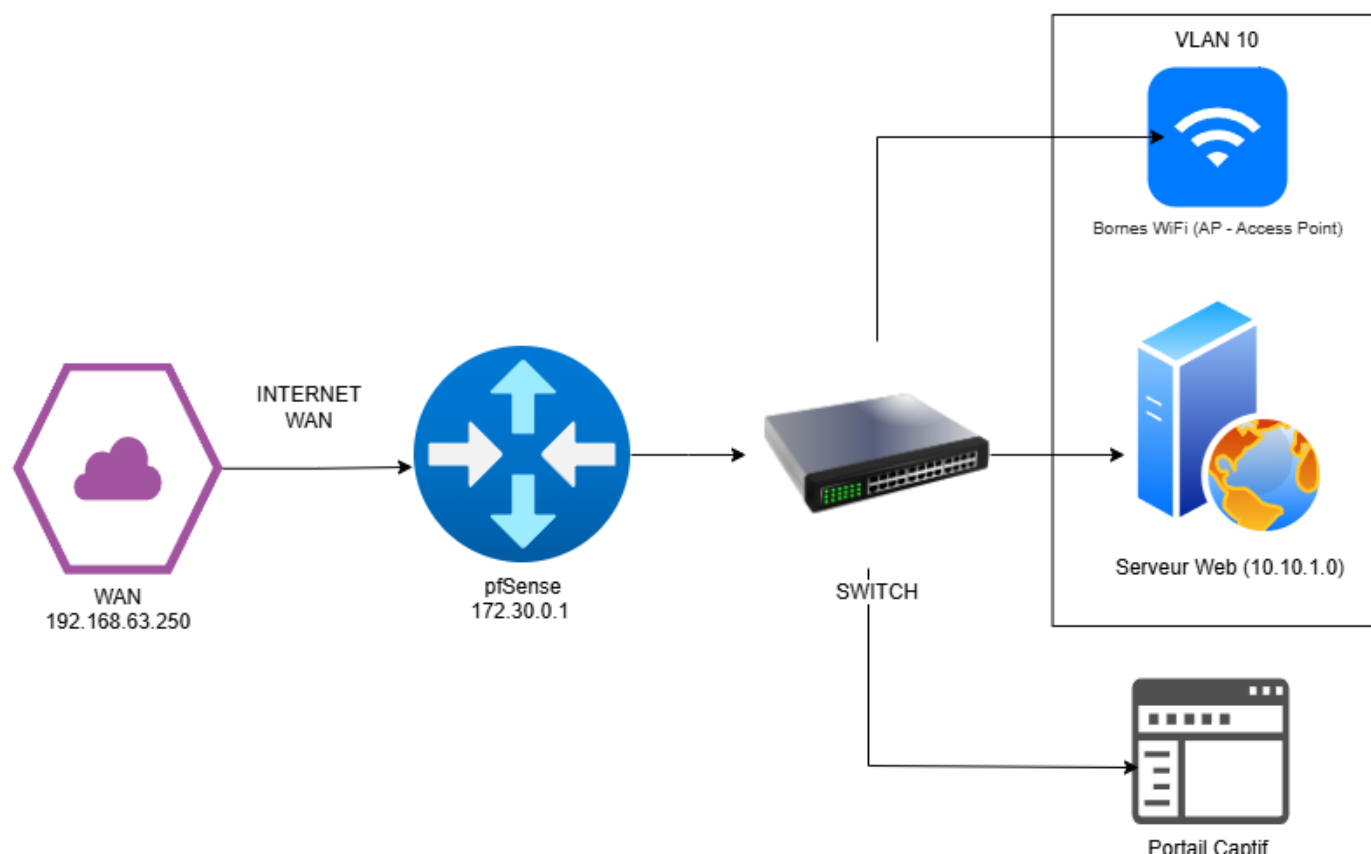 VLAN 10
Bornes WiFi (AP - Access Point)
INTERNET
WAN
WAN
192.168.63.250
pfSense
172.30.0.1
SWITCH
Serveur Web (10.10.1.0)
Portail Captif